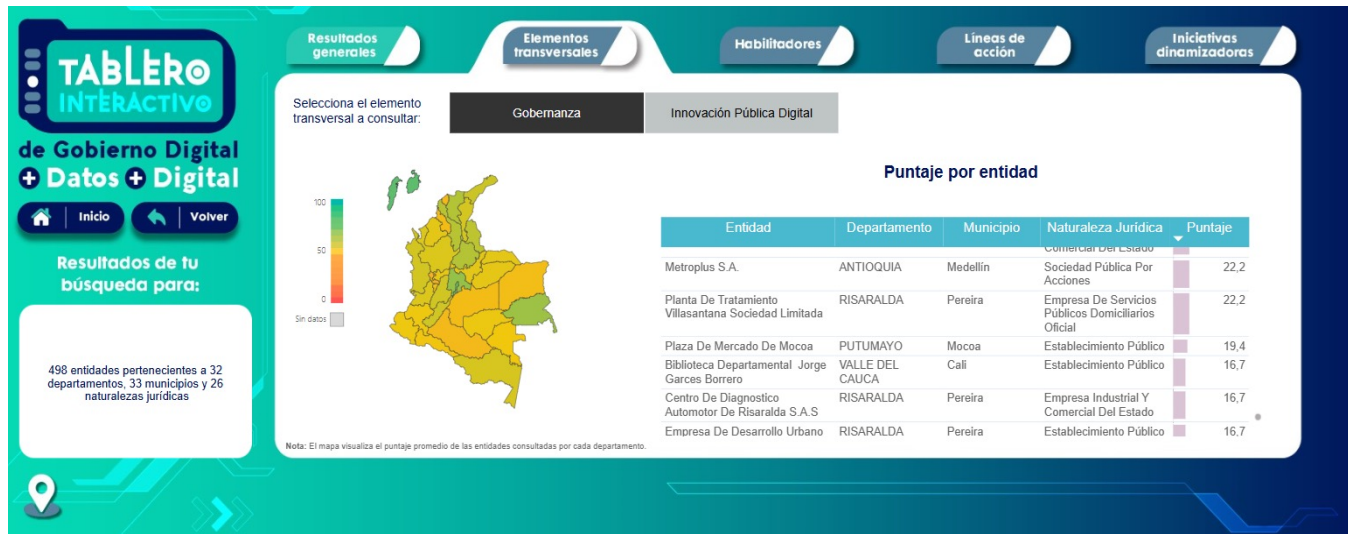 TABLERO
INTERACTIVO
de Gobierno Digital
+ Datos + Digital
Inicio
Volver
Resultados de tu
búsqueda para:
498 entidades pertenecientes a 32
departamentos, 33 municipios y 26
naturalezas jurídicas
Resultados
generales
Elementos
transversales
Habilitadores
Líneas de
acción
Iniciativas
dinamizadoras
Selecciona el elemento
transversal a consultar:
Gobernanza
Innovación Pública Digital
100
50
0
Sin datos
Nota: El mapa visualiza el puntaje promedio de las entidades consultadas por cada departamento.
Puntaje por entidad
Entidad Departamento Municipio Naturaleza Jurídica Puntaje
Comercial Del Estado
Metroplus S.A. ANTIOQUIA Medellín Sociedad Pública Por 22,2
Acciones
Planta De Tratamiento RISARALDA Pereira Empresa De Servicios 22,2
Villasantana Sociedad Limitada Públicos Domiciliarios
Oficial
Plaza De Mercado De Mocoa PUTUMAYO Mocoa Establecimiento Público 19,4
Biblioteca Departamental Jorge VALLE DEL Cali Establecimiento Público 16,7
Garces Borrero CAUCA
Centro De Diagnostico RISARALDA Pereira Empresa Industrial Y 16,7
Automotor De Risaralda S.A.S Comercial Del Estado
Empresa De Desarrollo Urbano RISARALDA Pereira Establecimiento Público 16,7